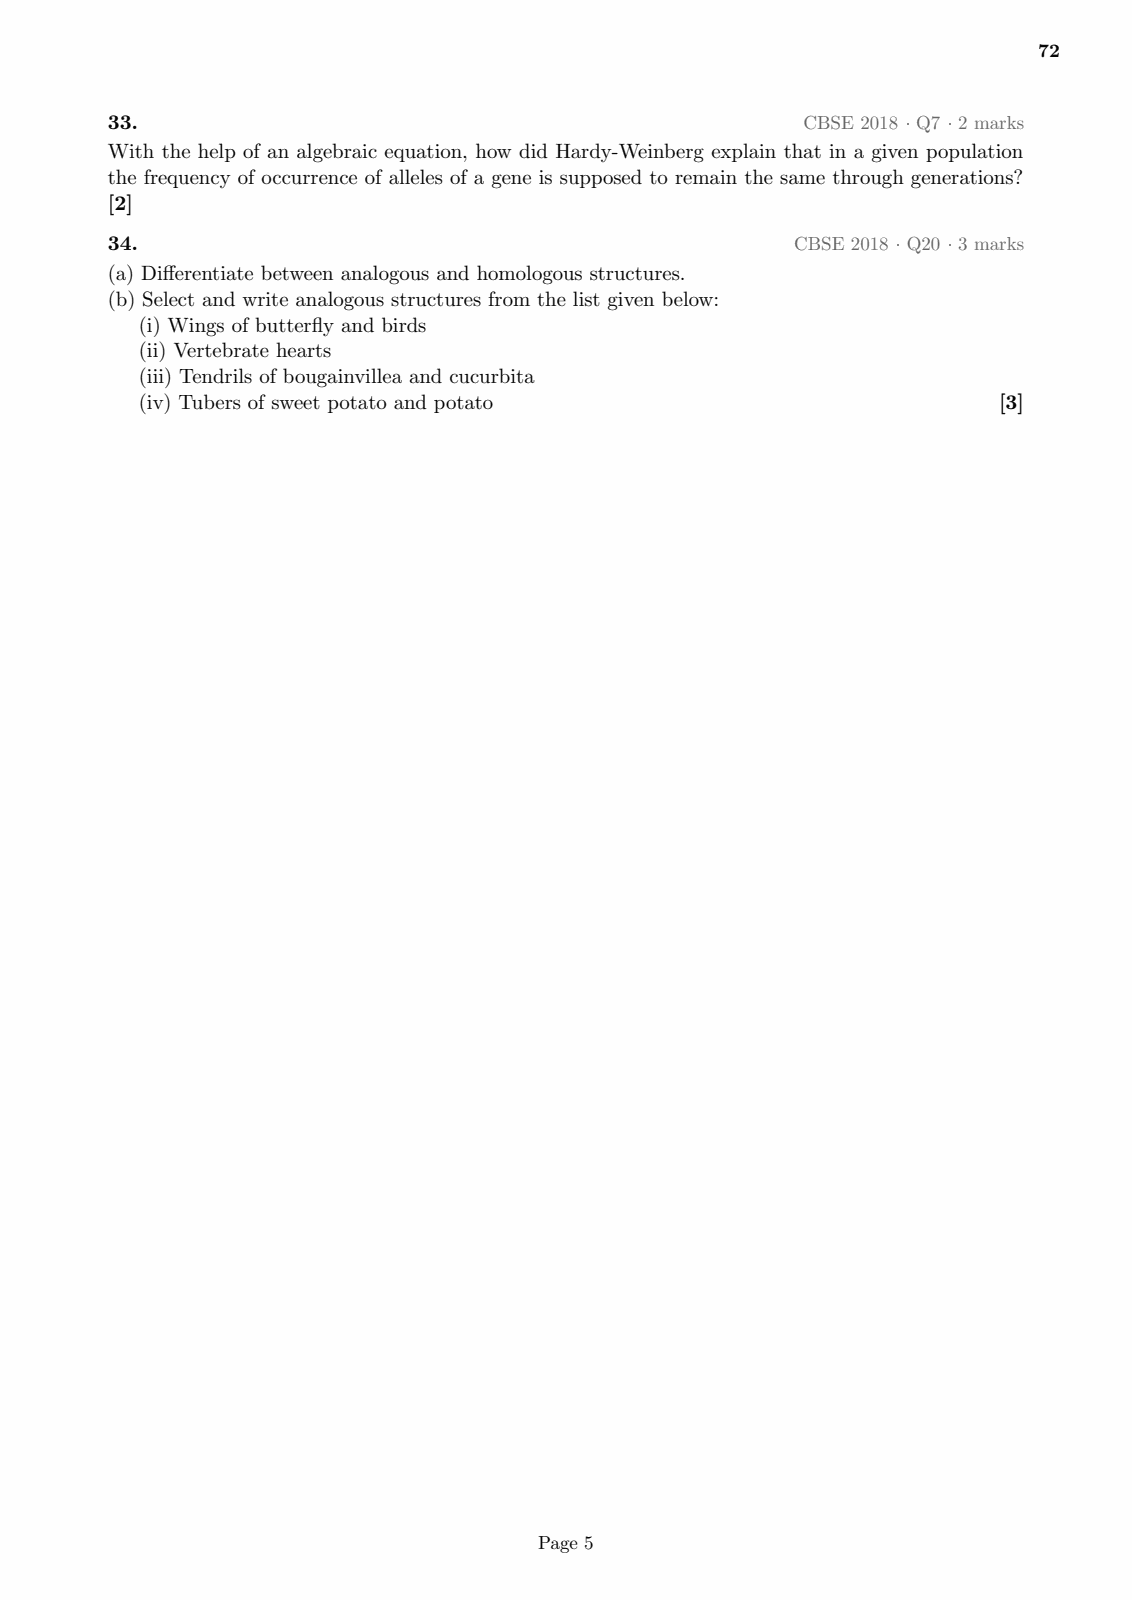 72
33.
CBSE 2018 · Q7 · 2 marks
With the help of an algebraic equation, how did Hardy-Weinberg explain that in a given population
the frequency of occurrence of alleles of a gene is supposed to remain the same through generations?
[2]
34.
CBSE 2018 · Q20 · 3 marks
(a) Differentiate between analogous and homologous structures.
(b) Select and write analogous structures from the list given below:
(i) Wings of butterfly and birds
(ii) Vertebrate hearts
(iii) Tendrils of bougainvillea and cucurbita
(iv) Tubers of sweet potato and potato [3]
Page 5